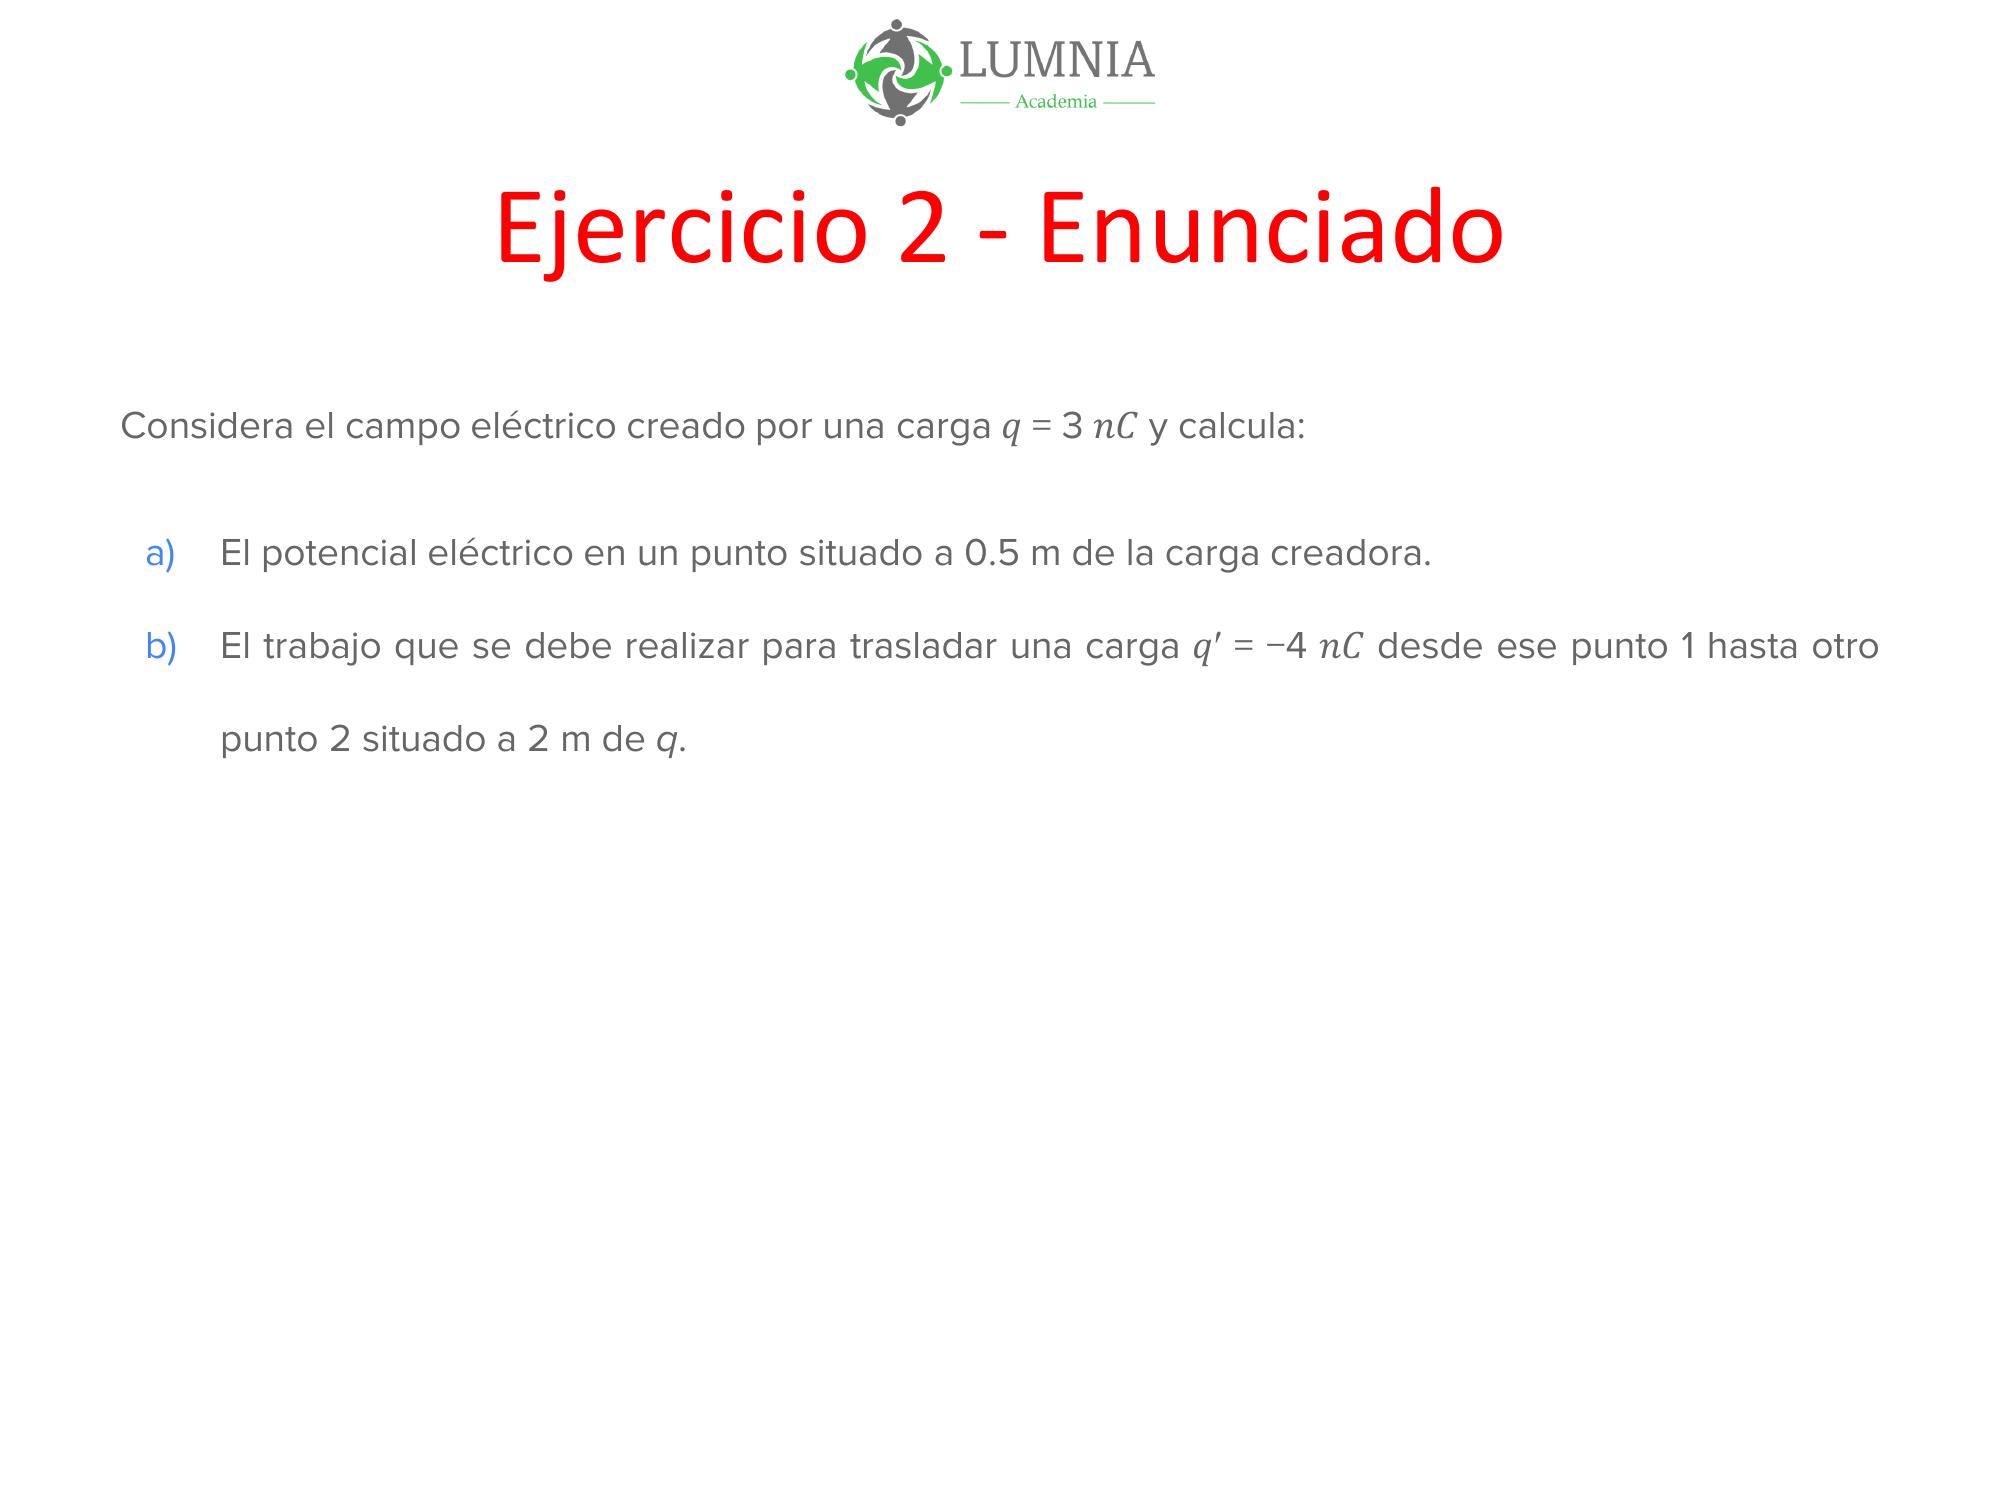 LUMNIA
Academia
Ejercicio 2 - Enunciado
Considera el campo eléctrico creado por una carga q = 3 nC y calcula:
a) El potencial eléctrico en un punto situado a 0.5 m de la carga creadora.
b) El trabajo que se debe realizar para trasladar una carga q′ = −4 nC desde ese punto 1 hasta otro
punto 2 situado a 2 m de q.